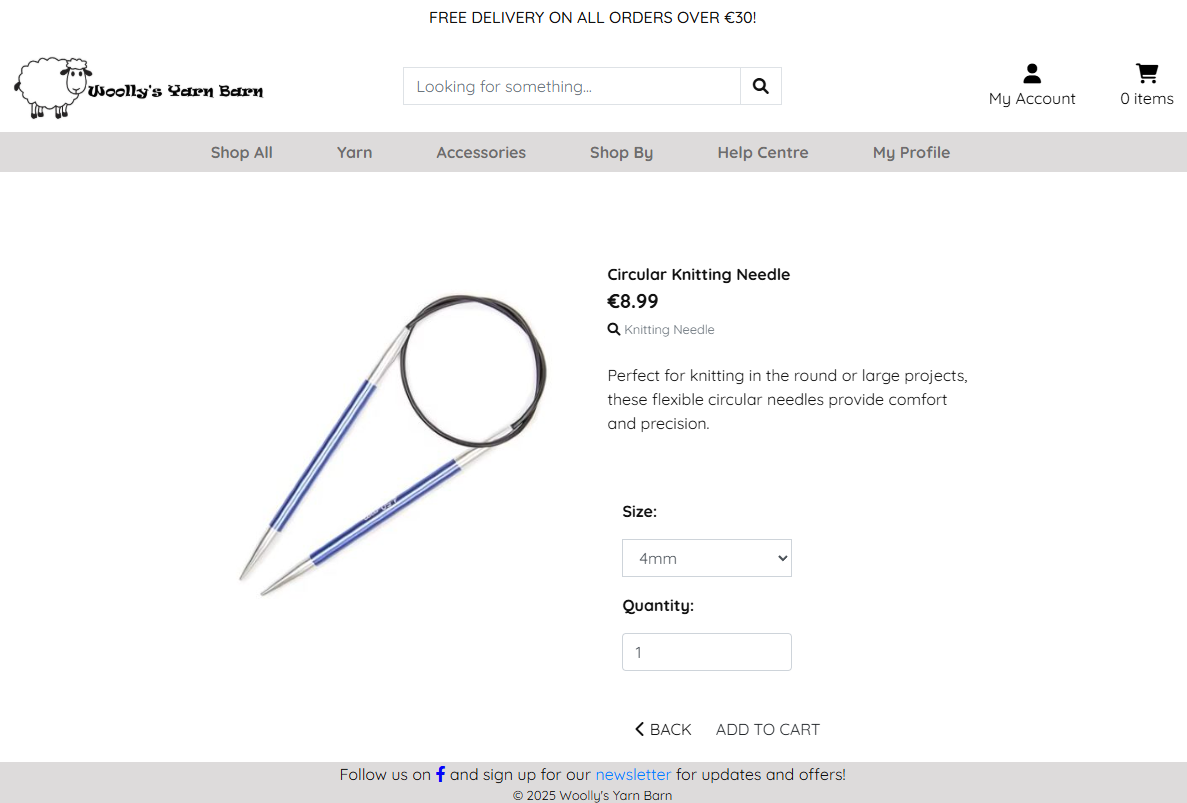 FREE DELIVERY ON ALL ORDERS OVER €30!
Woolly's Yarn Barn
Looking for something...
My Account
0 items
Shop All
Yarn
Accessories
Shop By
Help Centre
My Profile
Circular Knitting Needle
€8.99
Knitting Needle
Perfect for knitting in the round or large projects,
these flexible circular needles provide comfort
and precision.
Size:
4mm
Quantity:
1
BACK
ADD TO CART
Follow us on f and sign up for our newsletter for updates and offers!
© 2025 Woolly's Yarn Barn